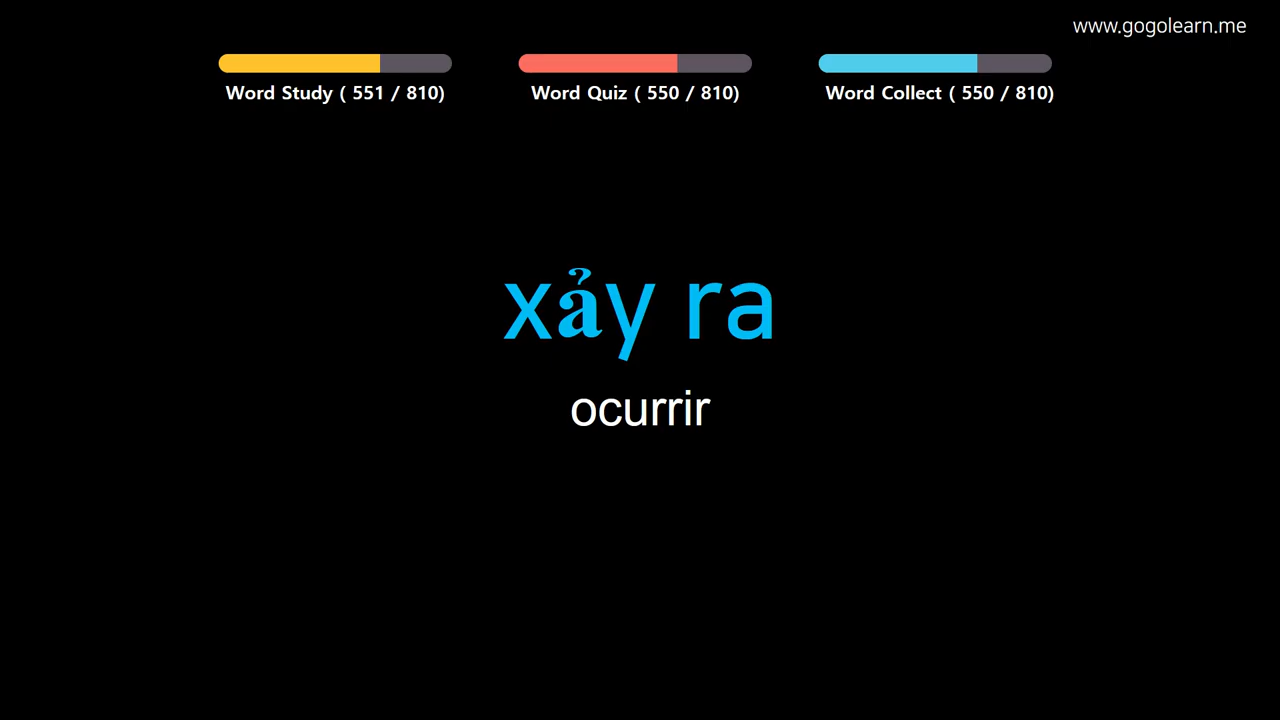 www.gogolearn.me
Word Study ( 551 / 810)
Word Quiz ( 550 / 810)
Word Collect ( 550 / 810)
xảy ra
ocurrir